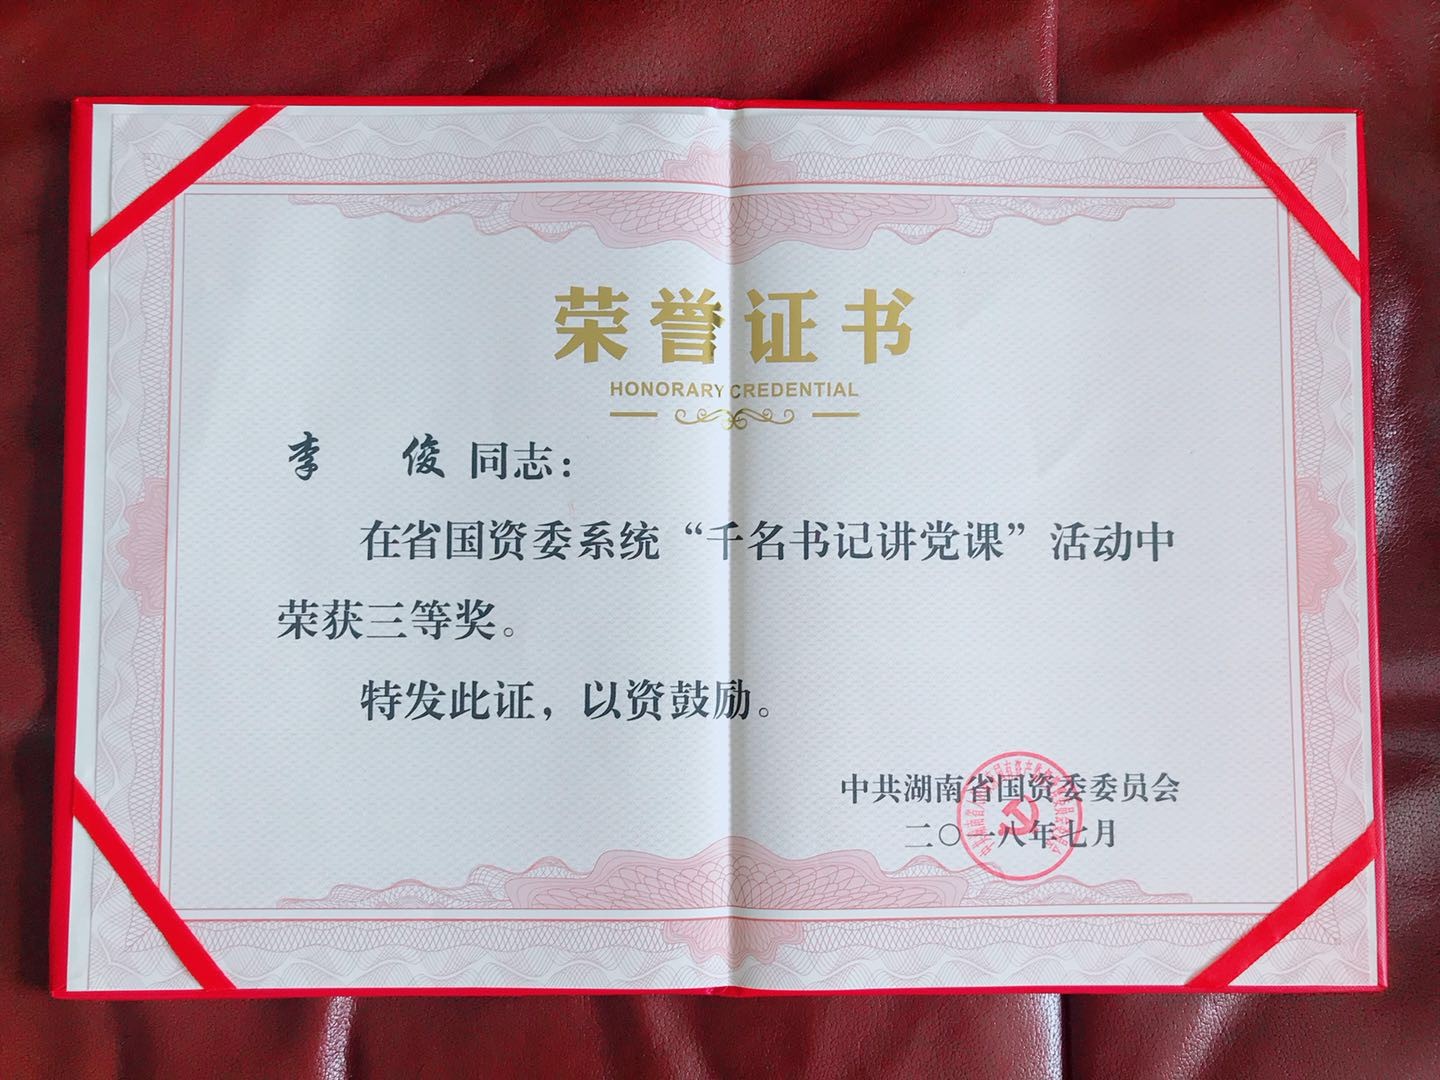 荣誉证书
HONORARY CREDENTIAL
李 俊 同志：
在省国资委系统“千名书记讲党课”活动中
荣获三等奖。
特发此证，以资鼓励。
中共湖南省国资委委员会
二〇一八年七月